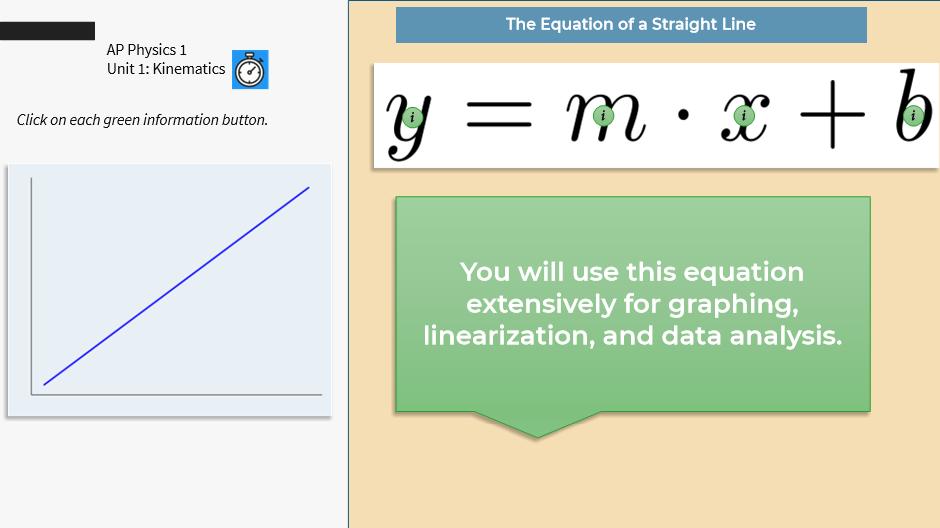 AP Physics 1
Unit 1: Kinematics
Click on each green information button.
The Equation of a Straight Line
y = m · x + b
i i i i
You will use this equation
extensively for graphing,
linearization, and data analysis.